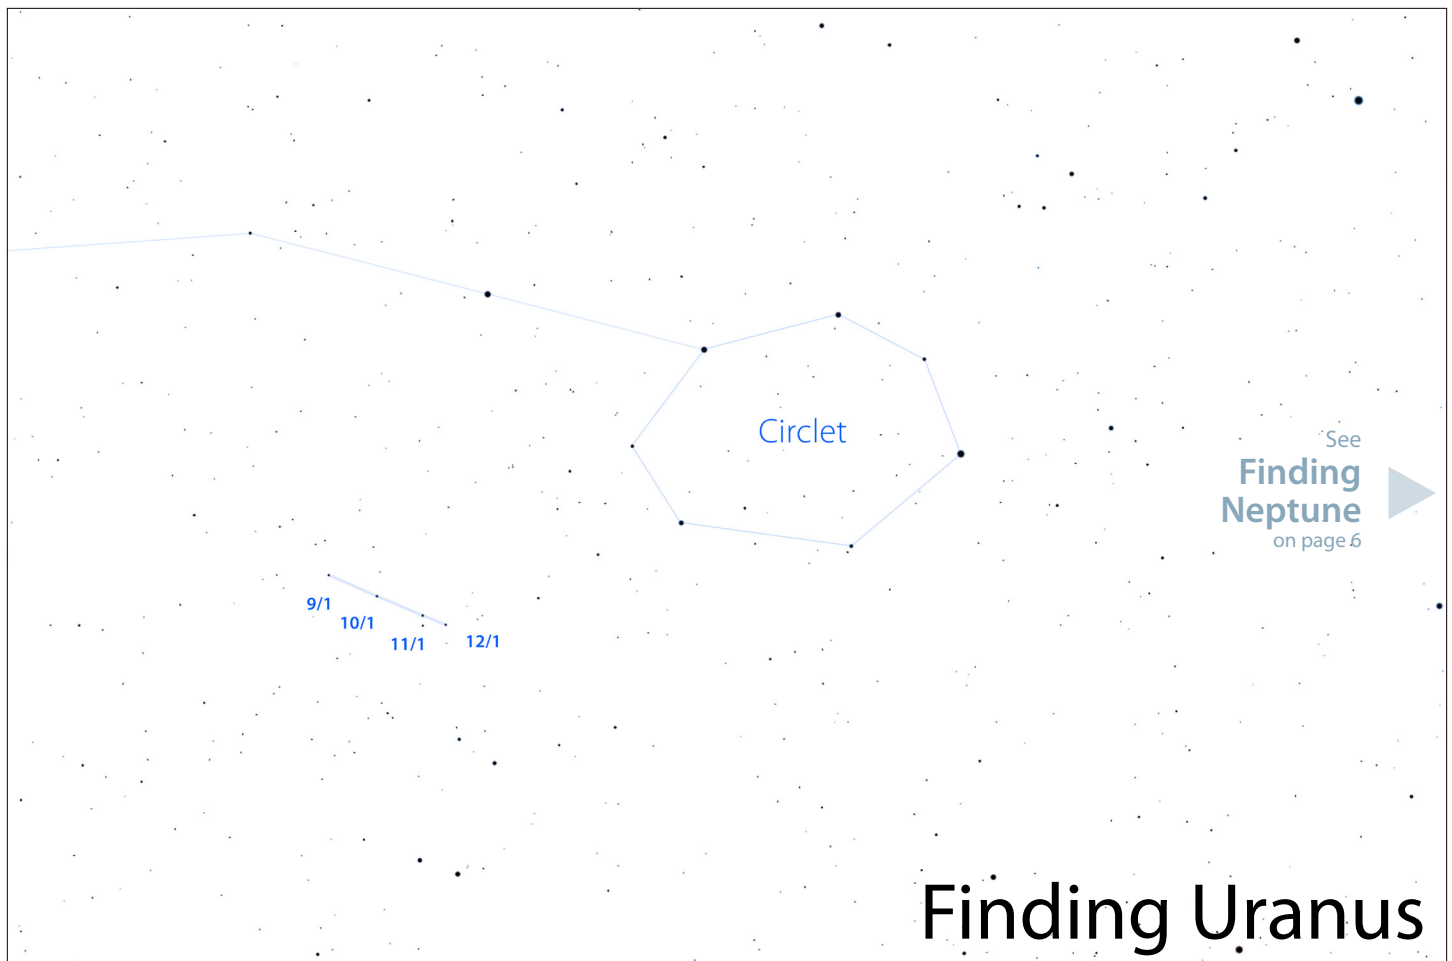 Circlet
See
Finding
Neptune
on page 6
9/1
10/1
11/1
12/1
Finding Uranus